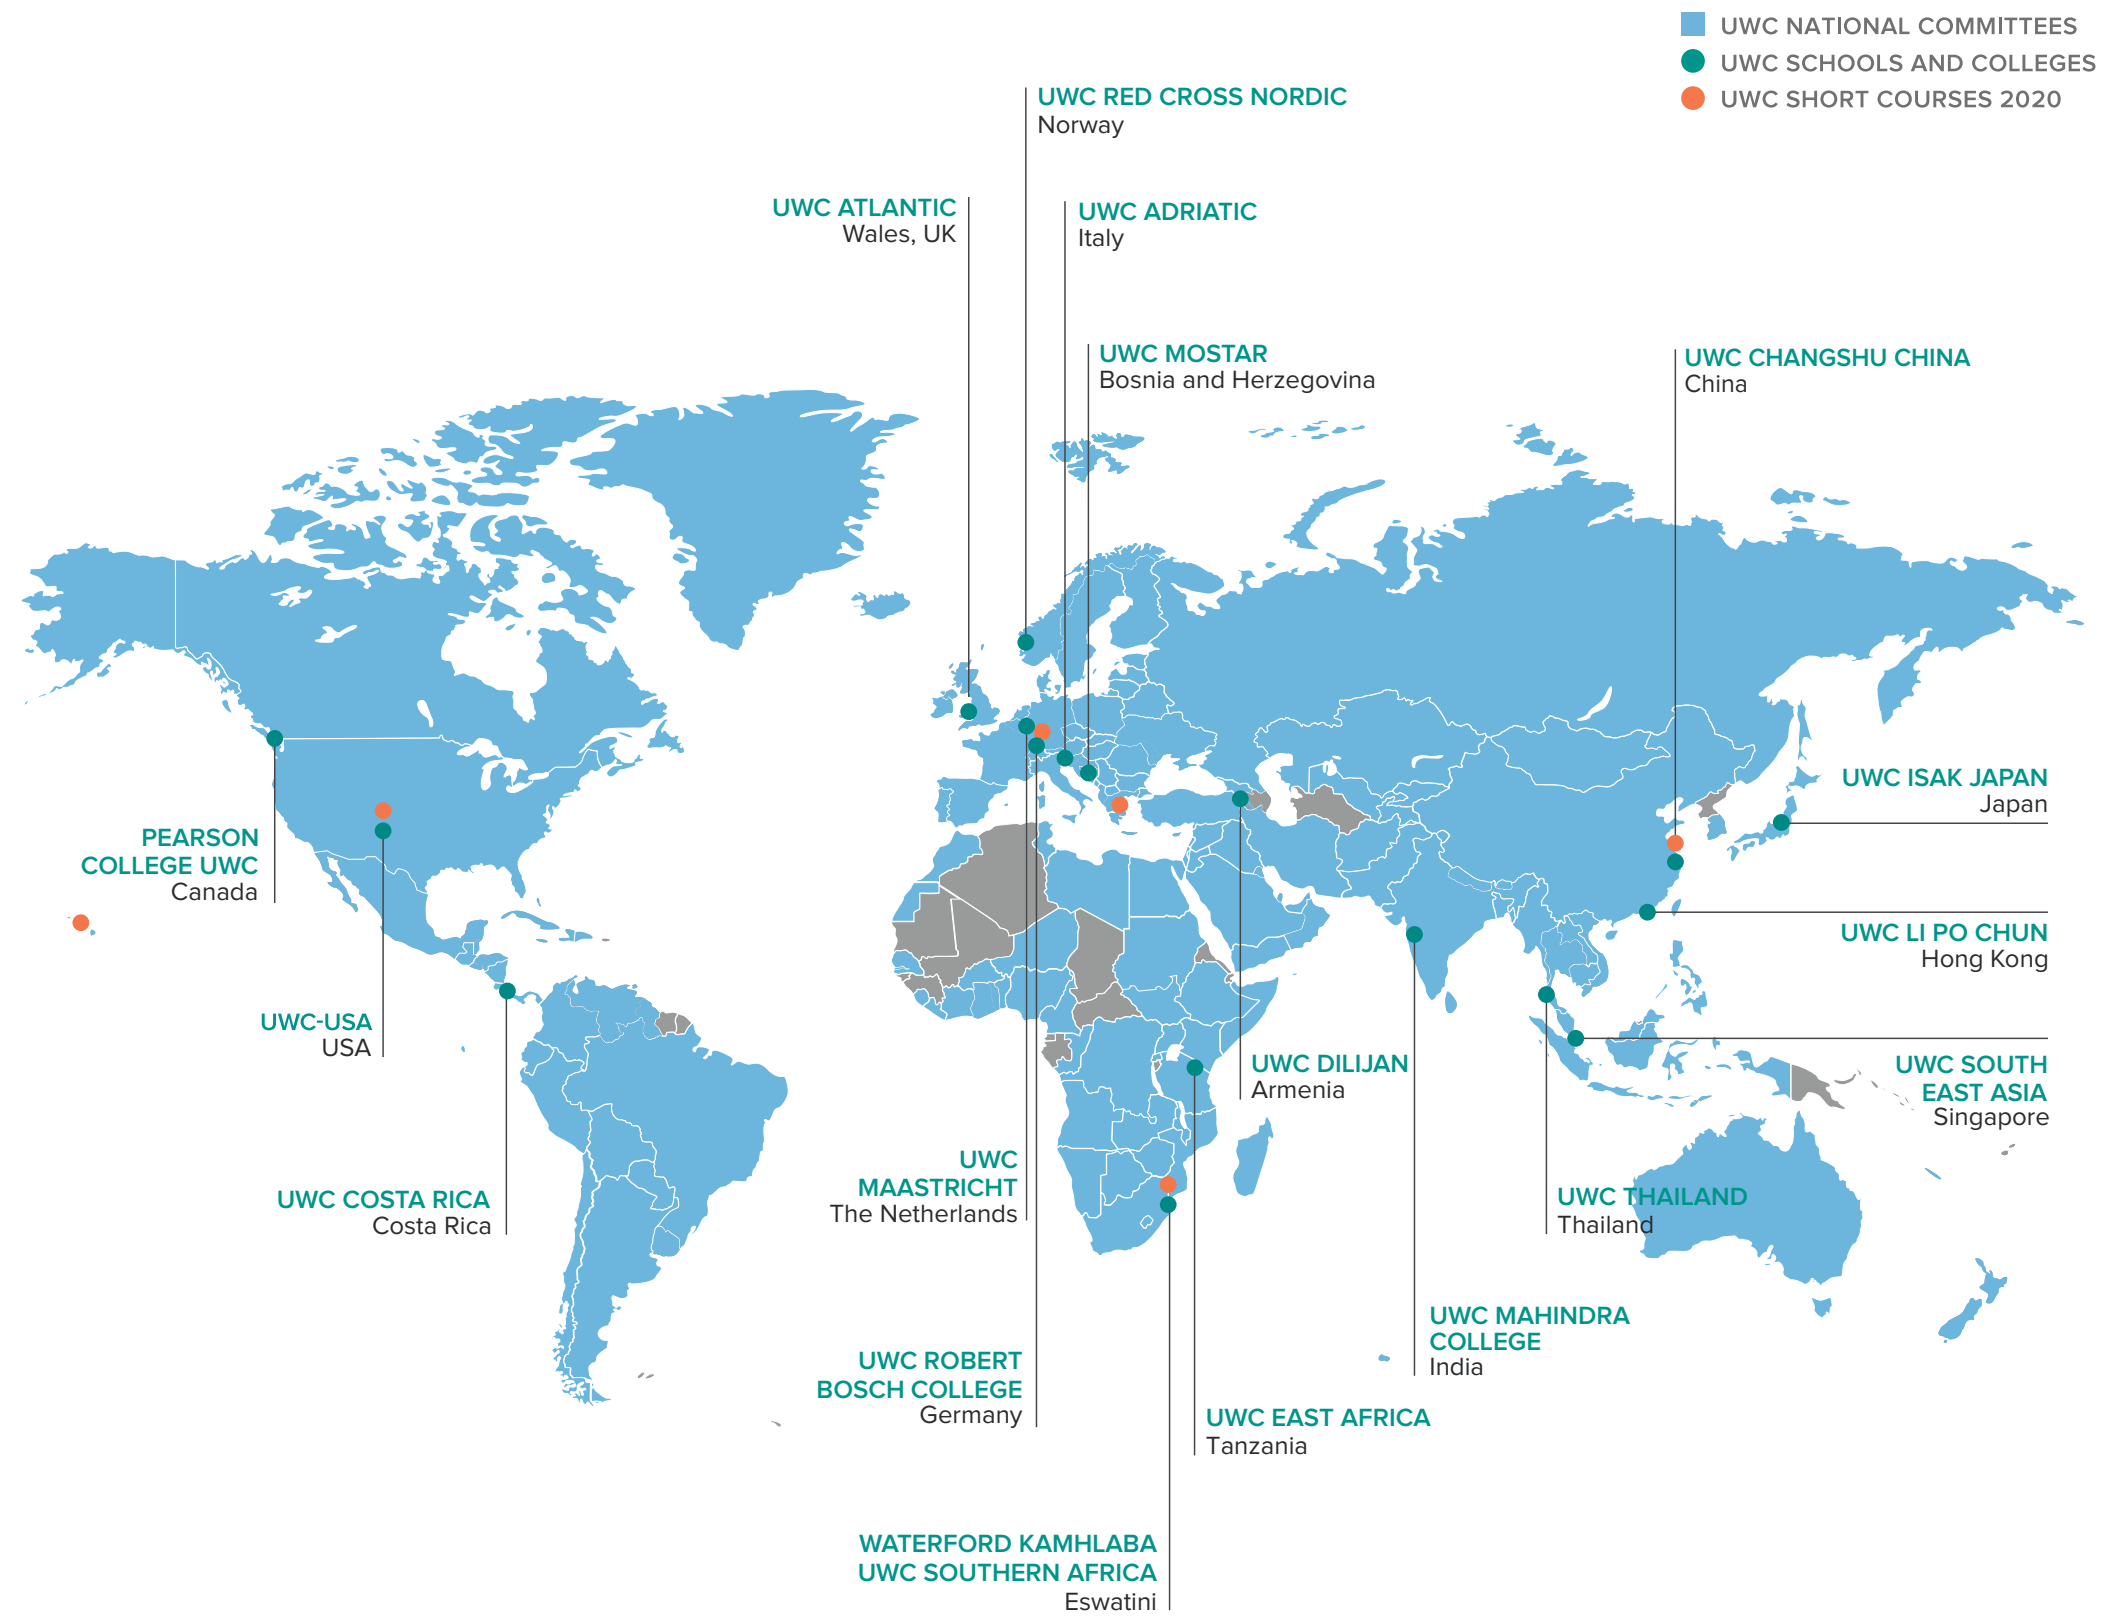 UWC NATIONAL COMMITTEES
UWC SCHOOLS AND COLLEGES
UWC SHORT COURSES 2020
UWC RED CROSS NORDIC
Norway
UWC ATLANTIC
Wales, UK
UWC ADRIATIC
Italy
UWC MOSTAR
Bosnia and Herzegovina
UWC CHANGSHU CHINA
China
UWC ISAK JAPAN
Japan
PEARSON
COLLEGE UWC
Canada
UWC LI PO CHUN
Hong Kong
UWC-USA
USA
UWC DILIJAN
Armenia
UWC SOUTH
EAST ASIA
Singapore
UWC
MAASTRICHT
The Netherlands
UWC COSTA RICA
Costa Rica
UWC THAILAND
Thailand
UWC MAHINDRA
COLLEGE
India
UWC ROBERT
BOSCH COLLEGE
Germany
UWC EAST AFRICA
Tanzania
WATERFORD KAMHLABA
UWC SOUTHERN AFRICA
Eswatini